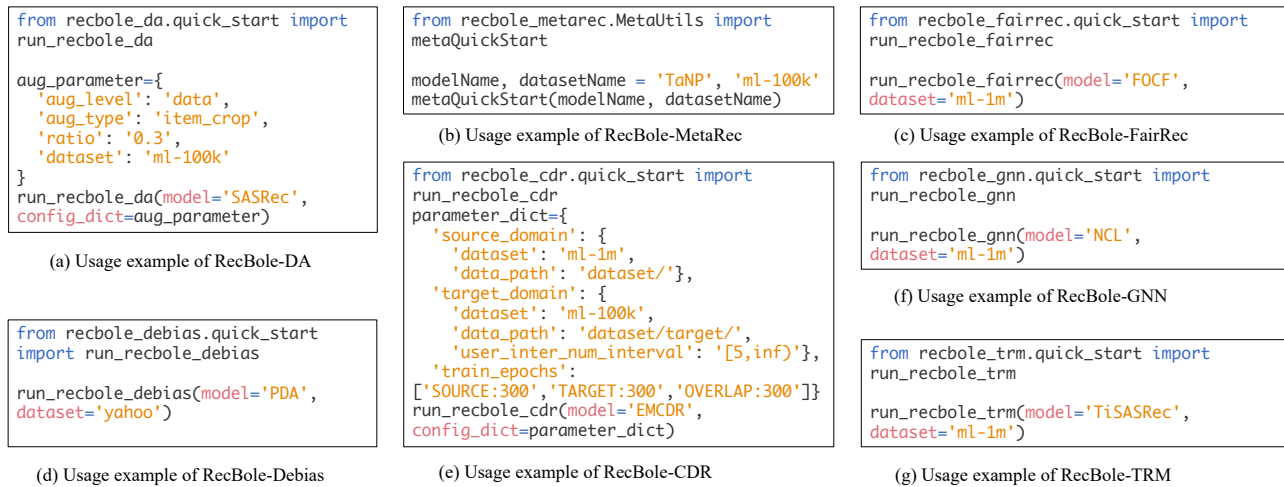 from recbole_da.quick_start import
run_recbole_da
aug_parameter={
'aug_level': 'data',
'aug_type': 'item_crop',
'ratio': '0.3',
'dataset': 'ml-100k'
}
run_recbole_da(model='SASRec',
config_dict=aug_parameter)
(a) Usage example of RecBole-DA
from recbole_metarec.MetaUtils import
metaQuickStart
modelName, datasetName = 'TaNP', 'ml-100k'
metaQuickStart(modelName, datasetName)
(b) Usage example of RecBole-MetaRec
from recbole_fairrec.quick_start import
run_recbole_fairrec
run_recbole_fairrec(model='FOCF',
dataset='ml-1m')
(c) Usage example of RecBole-FairRec
from recbole_debias.quick_start
import run_recbole_debias
run_recbole_debias(model='PDA',
dataset='yahoo')
(d) Usage example of RecBole-Debias
from recbole_cdr.quick_start import
run_recbole_cdr
parameter_dict={
'source_domain': {
'dataset': 'ml-1m',
'data_path': 'dataset/'},
'target_domain': {
'dataset': 'ml-100k',
'data_path': 'dataset/target/',
'user_inter_num_interval': '[5,inf)'},
'train_epochs':
['SOURCE:300','TARGET:300','OVERLAP:300']}
run_recbole_cdr(model='EMCDR',
config_dict=parameter_dict)
(e) Usage example of RecBole-CDR
from recbole_gnn.quick_start import
run_recbole_gnn
run_recbole_gnn(model='NCL',
dataset='ml-1m')
(f) Usage example of RecBole-GNN
from recbole_trm.quick_start import
run_recbole_trm
run_recbole_trm(model='TiSASRec',
dataset='ml-1m')
(g) Usage example of RecBole-TRM